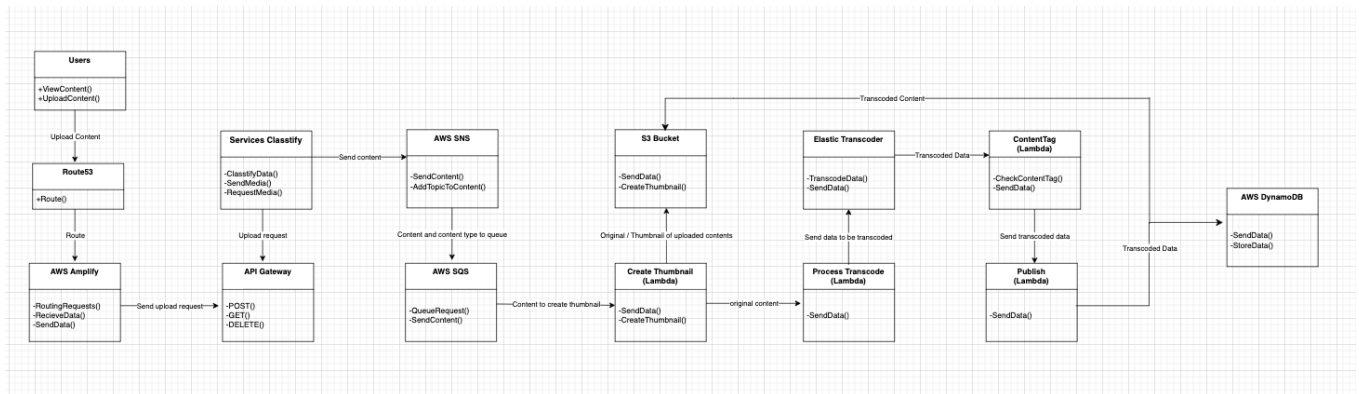 Users
+ViewContent()
+UploadContent()
Upload Content
Route53
+Route()
Route
AWS Amplify
-RoutingRequests()
-RecieveData()
-SendData()
Send upload request
Services Classtify
-ClasstifyData()
-SendMedia()
-RequestMedia()
Upload request
API Gateway
-POST()
-GET()
-DELETE()
Send content
AWS SNS
-SendContent()
-AddTopicToContent()
Content and content type to queue
AWS SQS
-QueueRequest()
-SendContent()
Content to create thumbnail
S3 Bucket
-SendData()
-CreateThumbnail()
Original / Thumbnail of uploaded contents
Create Thumbnail
(Lambda)
-SendData()
-CreateThumbnail()
original content
Elastic Transcoder
-TranscodeData()
-SendData()
Send data to be transcoded
Process Transcode
(Lambda)
-SendData()
Transcoded Data
ContentTag
(Lambda)
-CheckContentTag()
-SendData()
Send transcoded data
Publish
(Lambda)
-SendData()
Transcoded Content
Transcoded Data
AWS DynamoDB
-SendData()
-StoreData()